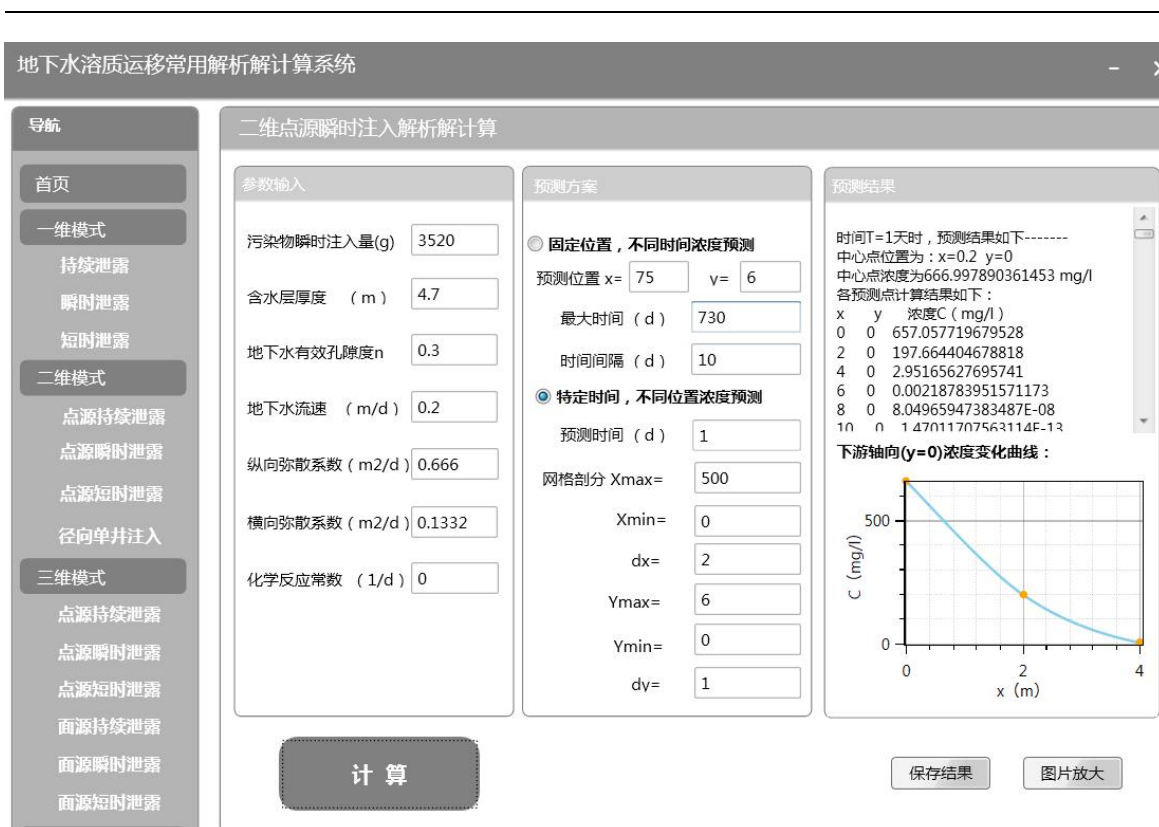 地下水溶质运移常用解析解计算系统
导航
首页
一维模式
持续泄露
瞬时泄露
短时泄露
二维模式
点源持续泄露
点源瞬时泄露
点源短时泄露
径向单井注入
三维模式
点源持续泄露
点源瞬时泄露
点源短时泄露
面源持续泄露
面源瞬时泄露
面源短时泄露
二维点源瞬时注入解析解计算
参数输入
污染物瞬时注入量(g) 3520
含水层厚度 （m） 4.7
地下水有效孔隙度n 0.3
地下水流速 （m/d） 0.2
纵向弥散系数（m2/d） 0.666
横向弥散系数（m2/d） 0.1332
化学反应常数 （1/d） 0
预测方案
固定位置，不同时间浓度预测
预测位置 x= 75 y= 6
最大时间（d） 730
时间间隔（d） 10
特定时间，不同位置浓度预测
预测时间（d） 1
网格剖分 Xmax= 500
Xmin= 0
dx= 2
Ymax= 6
Ymin= 0
dy= 1
预测结果
时间T=1天时，预测结果如下-------
中心点位置为：x=0.2 y=0
中心点浓度为666.997890361453 mg/l
各预测点计算结果如下：
x y 浓度C（mg/l）
0 0 657.057719679528
2 0 197.664404678818
4 0 2.95165627695741
6 0 0.00218783951571173
8 0 8.04965947383487E-08
10 0 1.47011707563114E-13
下游轴向(y=0)浓度变化曲线：
C（mg/l）
500
0
0 2 4
x（m）
计 算
保存结果 图片放大